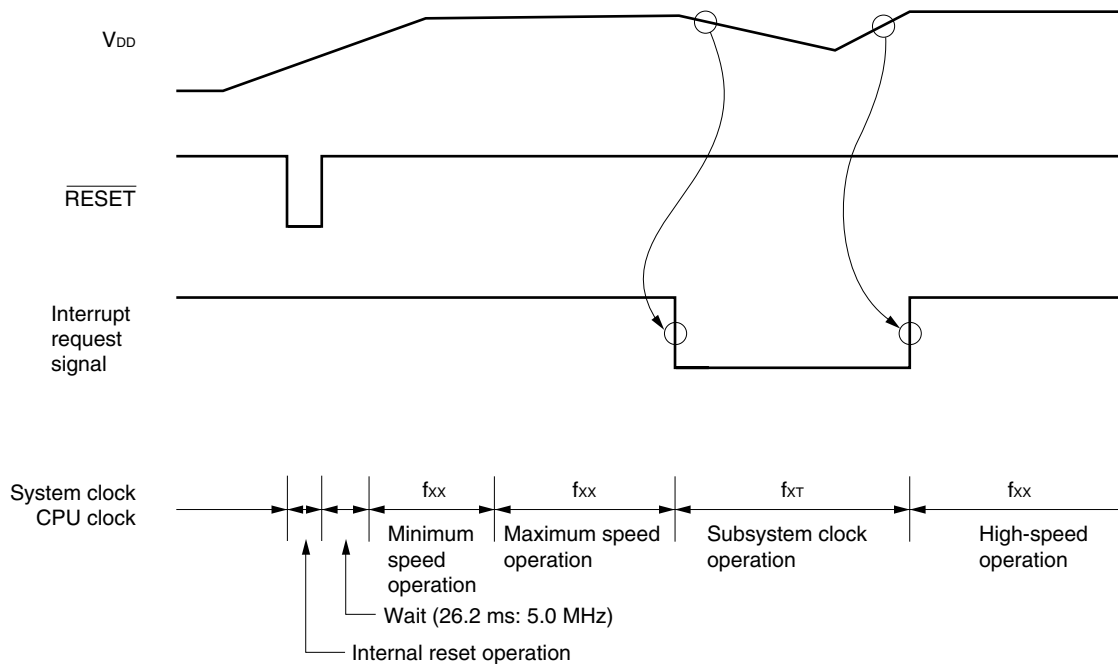 VDD
RESET
Interrupt
request
signal
System clock
CPU clock
fXX
fXX
fXT
fXX
Minimum
speed
operation
Maximum speed
operation
Subsystem clock
operation
High-speed
operation
Wait (26.2 ms: 5.0 MHz)
Internal reset operation